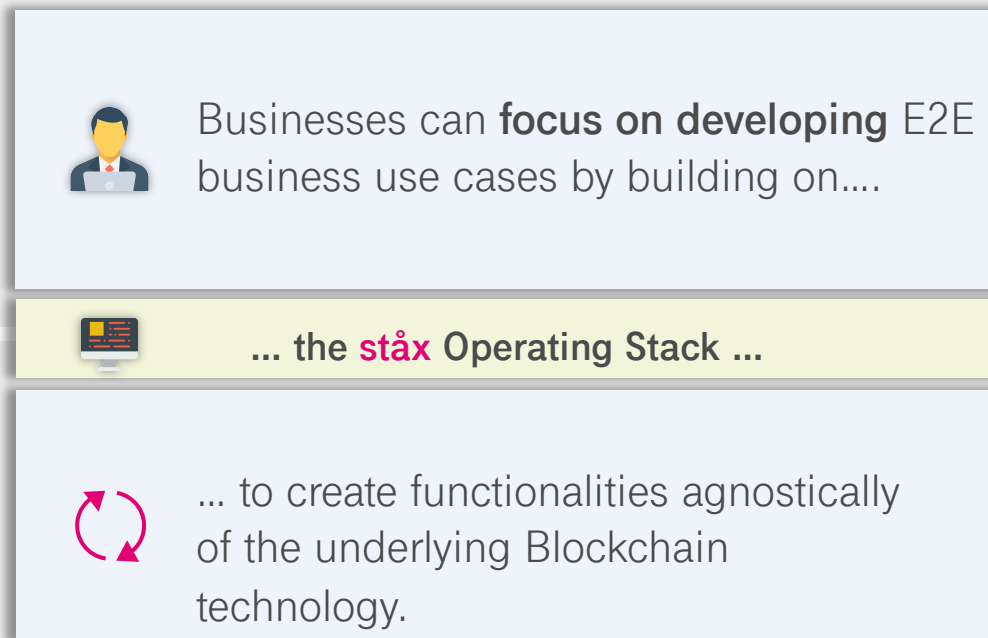 Businesses can focus on developing E2E
business use cases by building on....
... the ståx Operating Stack ...
... to create functionalities agnostically
of the underlying Blockchain
technology.